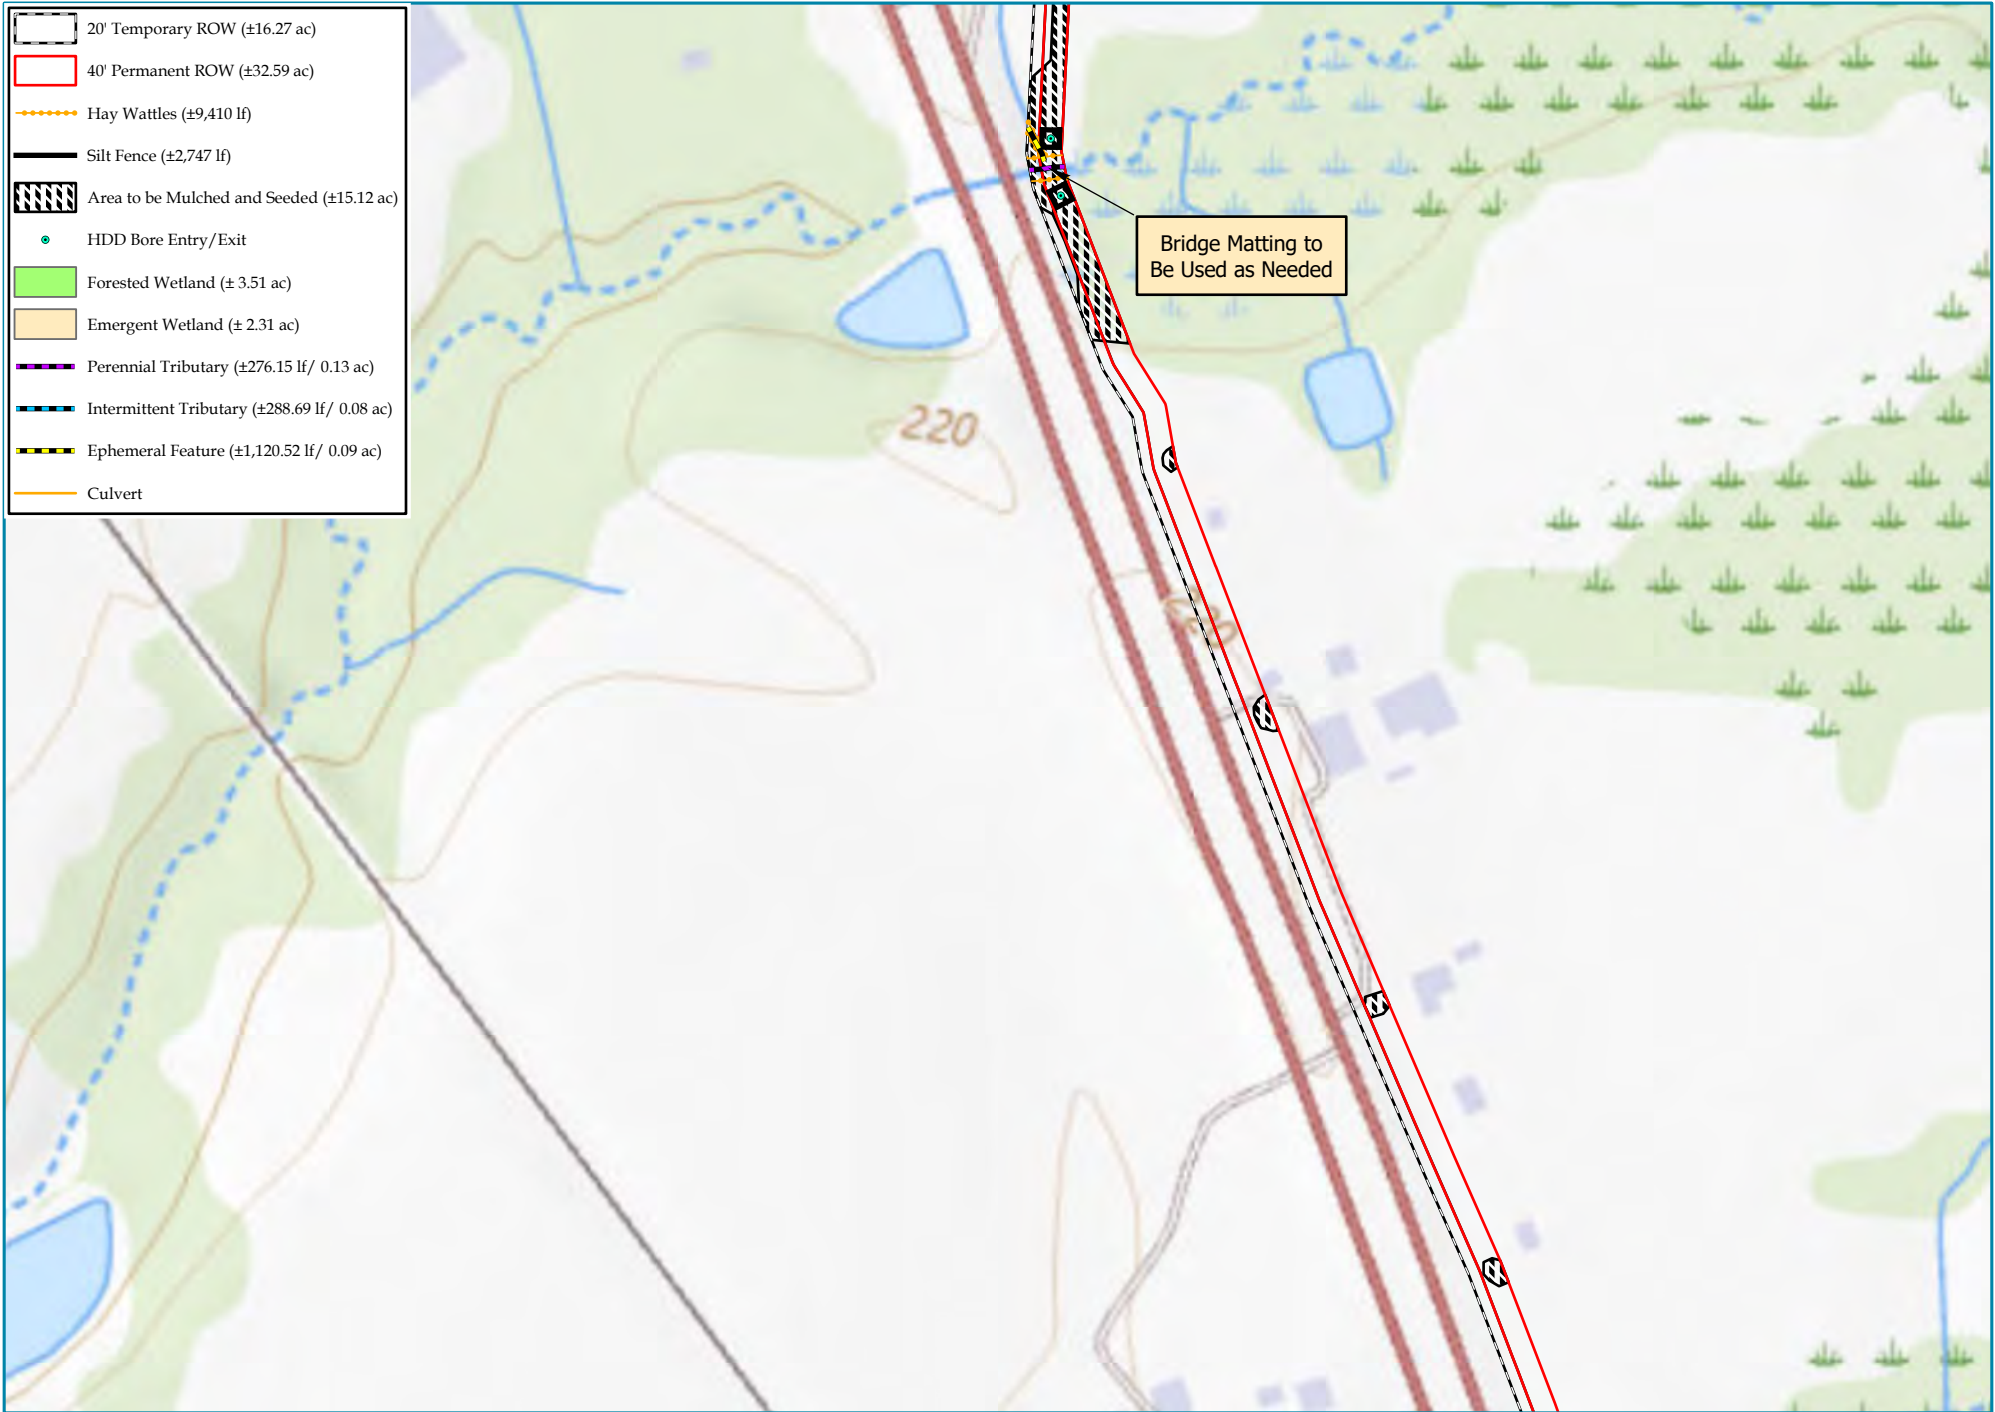 20' Temporary ROW (±16.27 ac)
40' Permanent ROW (±32.59 ac)
Hay Wattles (±9,410 lf)
Silt Fence (±2,747 lf)
Area to be Mulched and Seeded (±15.12 ac)
HDD Bore Entry/Exit
Forested Wetland (± 3.51 ac)
Emergent Wetland (± 2.31 ac)
Perennial Tributary (±276.15 lf/ 0.13 ac)
Intermittent Tributary (±288.69 lf/ 0.08 ac)
Ephemeral Feature (±1,120.52 lf/ 0.09 ac)
Culvert
Bridge Matting to
Be Used as Needed
220
220